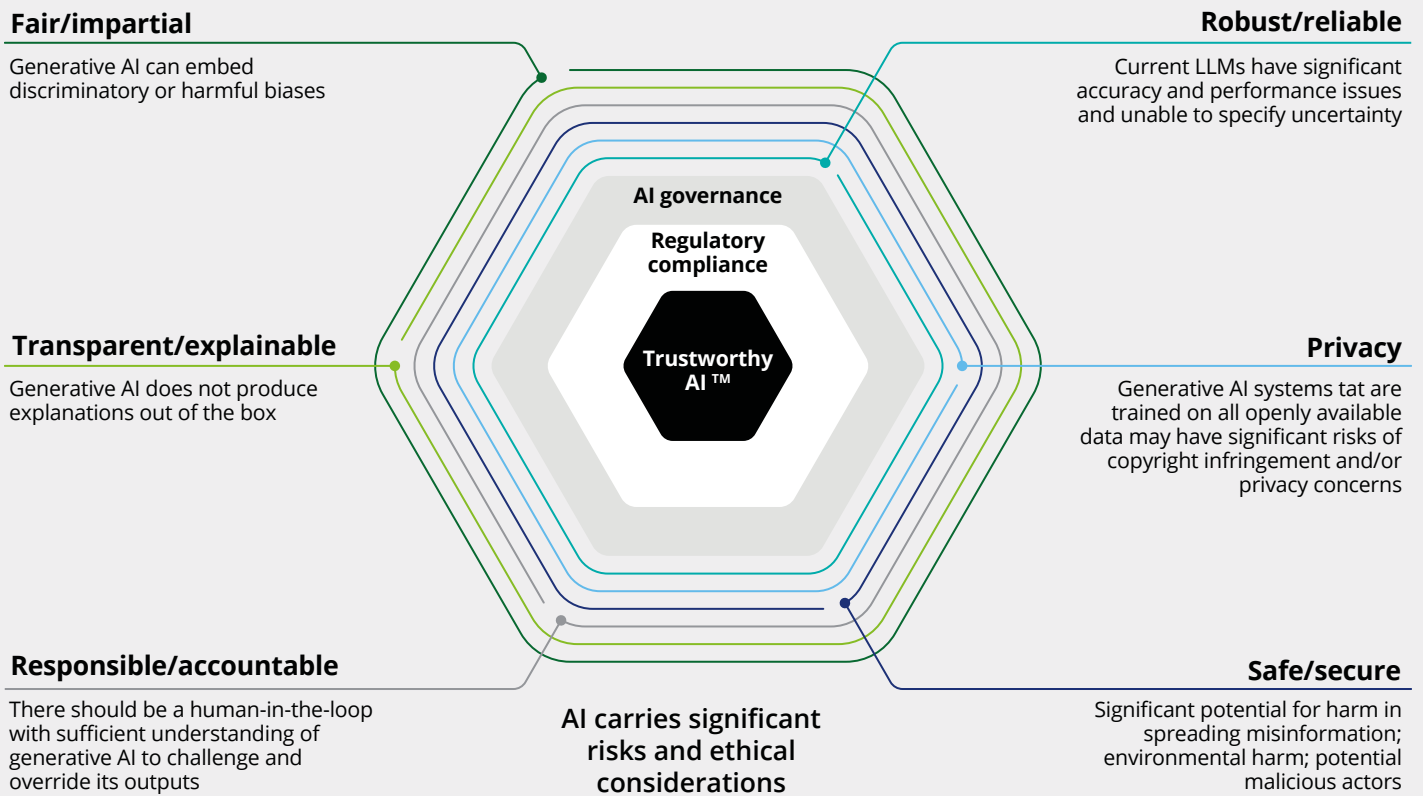 Fair/impartial
Generative AI can embed
discriminatory or harmful biases
Robust/reliable
Current LLMs have significant
accuracy and performance issues
and unable to specify uncertainty
AI governance
Regulatory
compliance
Trustworthy
AI ™
Transparent/explainable
Generative AI does not produce
explanations out of the box
Privacy
Generative AI systems tat are
trained on all openly available
data may have significant risks of
copyright infringement and/or
privacy concerns
Responsible/accountable
There should be a human-in-the-loop
with sufficient understanding of
generative AI to challenge and
override its outputs
AI carries significant
risks and ethical
considerations
Safe/secure
Significant potential for harm in
spreading misinformation;
environmental harm; potential
malicious actors